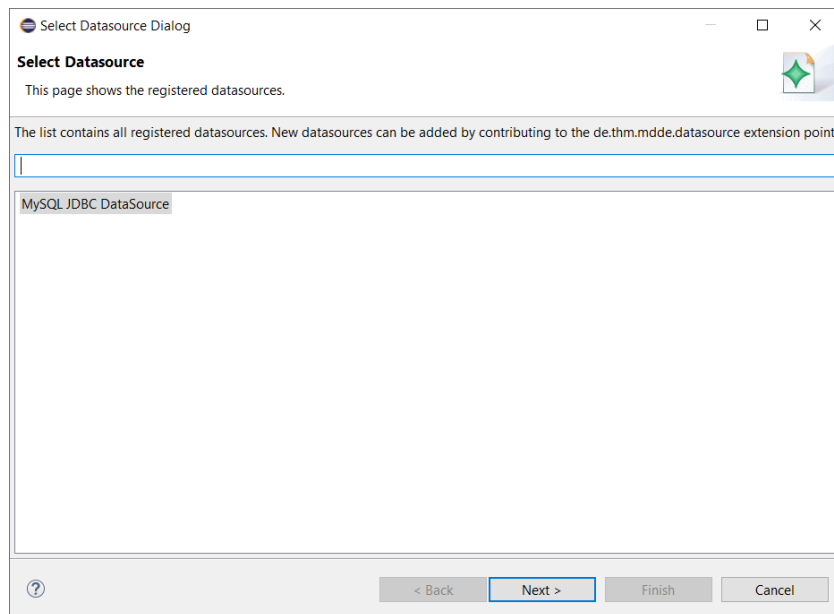 Select Datasource Dialog
Select Datasource
This page shows the registered datasources.
The list contains all registered datasources. New datasources can be added by contributing to the de.thm.mdde.datasource extension point
MySQL JDBC DataSource
?
< Back
Next >
Finish
Cancel